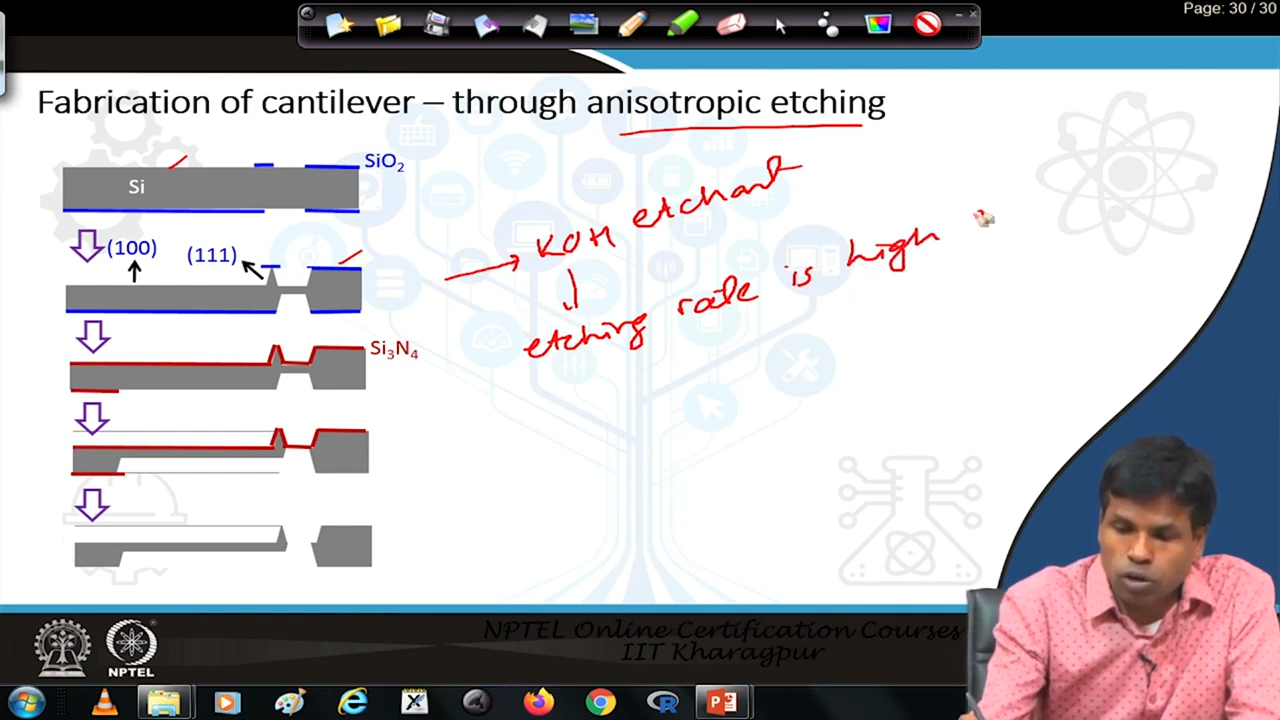 Page: 30 / 30
Fabrication of cantilever – through anisotropic etching
SiO2
Si
(100)
(111)
Si3N4
KOH etchant
etching rate is high
NPTEL Online Certification Courses
IIT Kharagpur
NPTEL